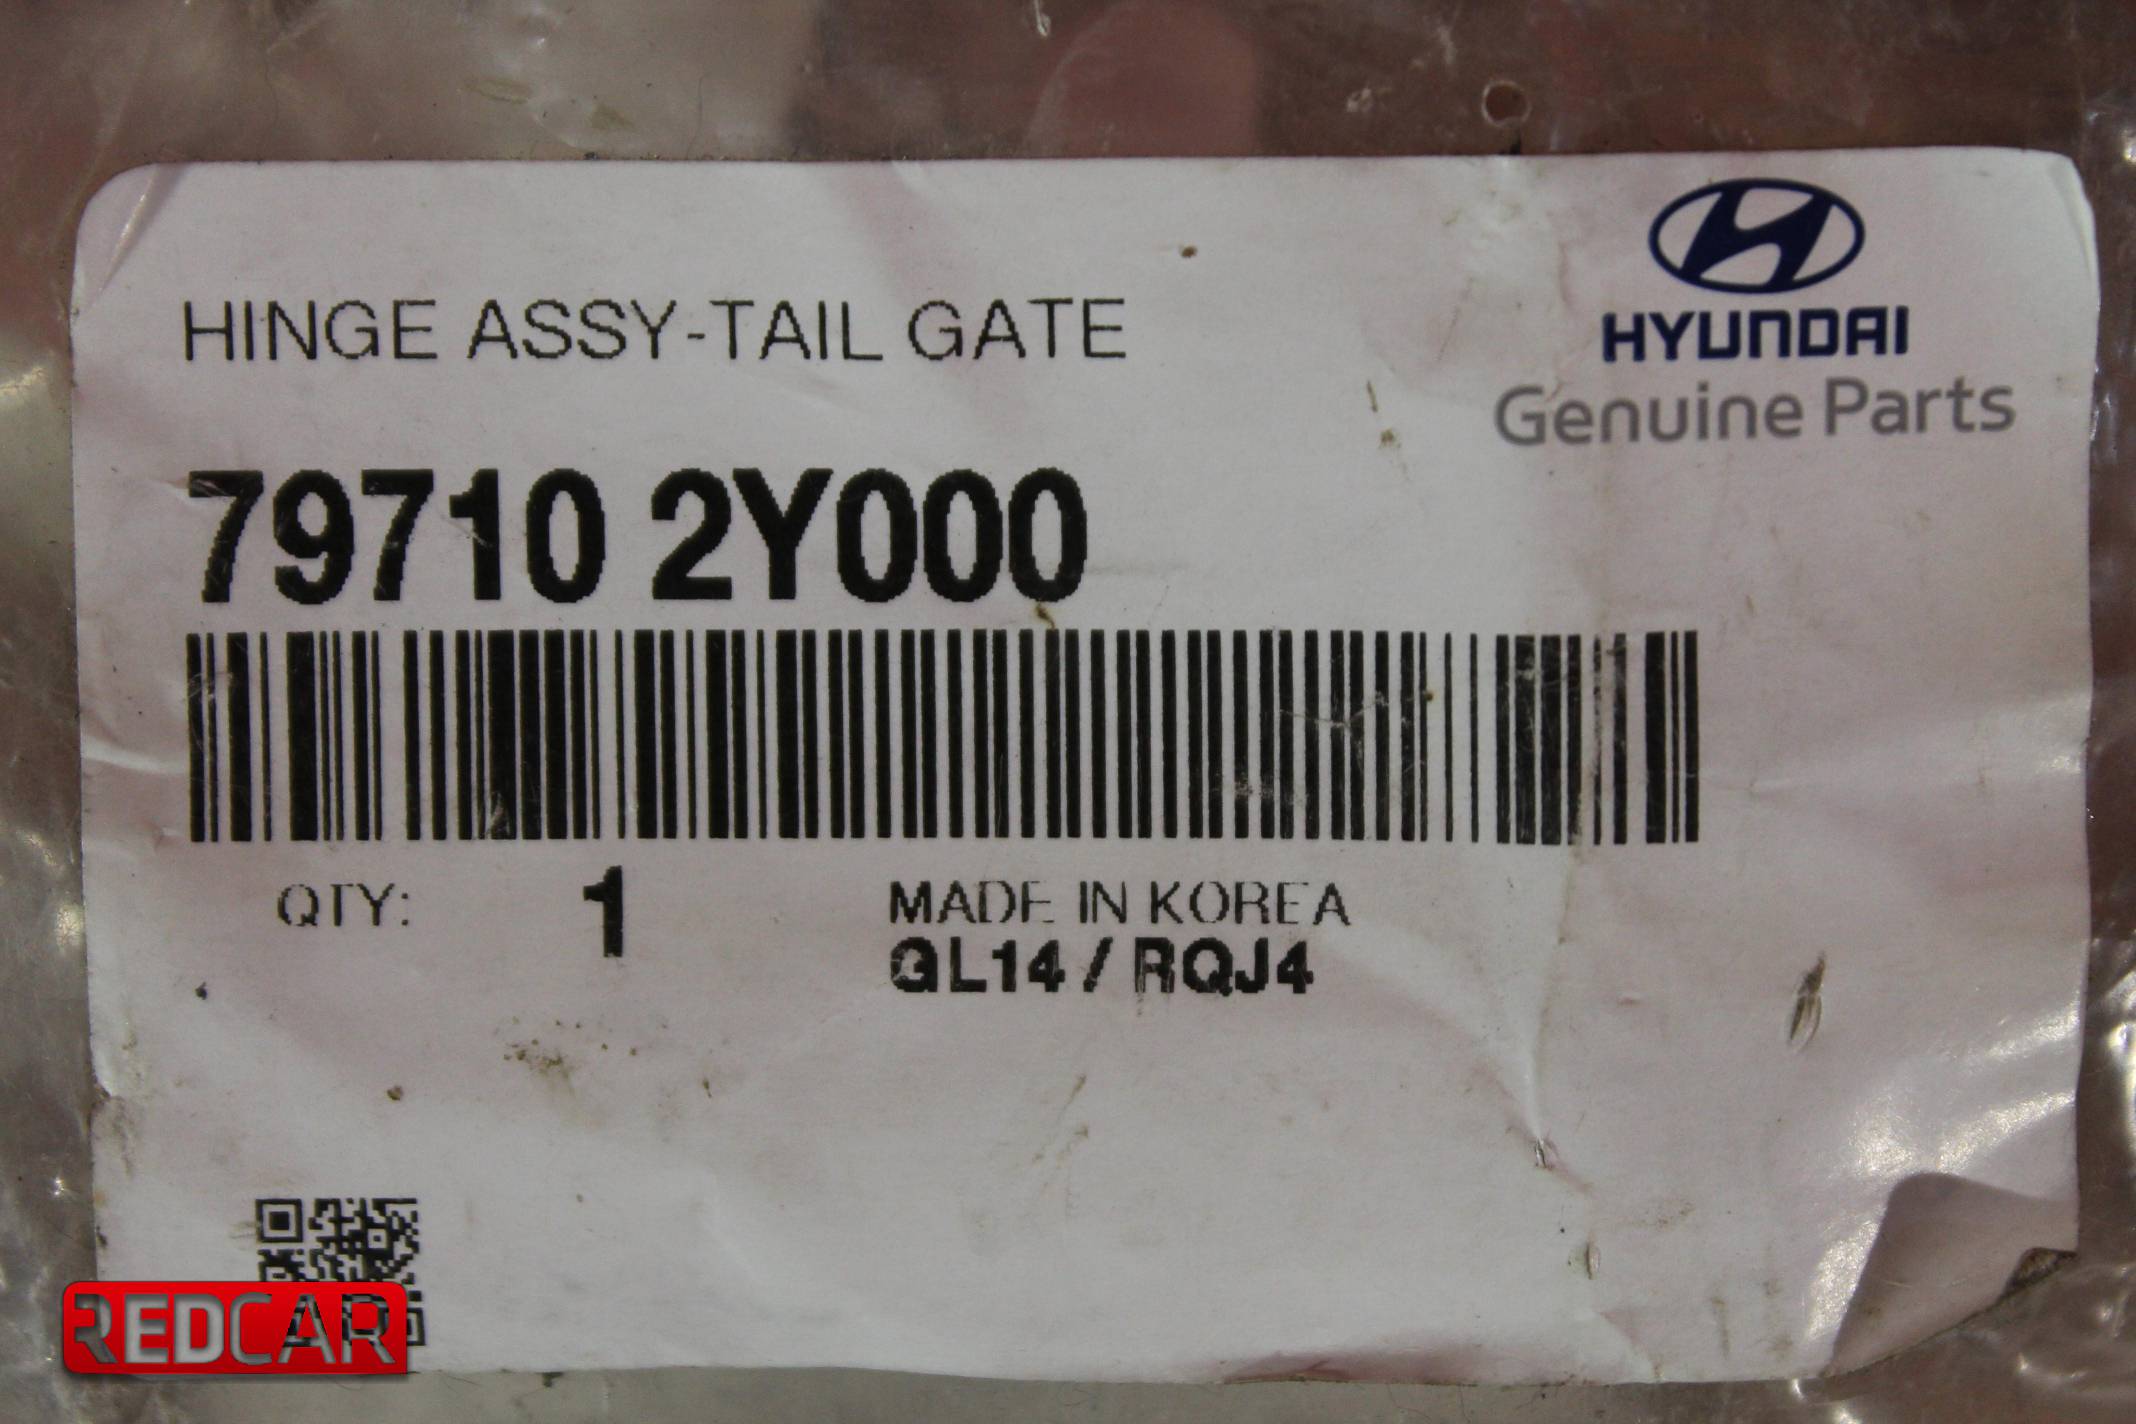 HYUNDAI
Genuine Parts
HINGE ASSY-TAIL GATE
79710 2Y000
QTY: 1
MADE IN KOREA
GL14 / RQJ4
REDCAR